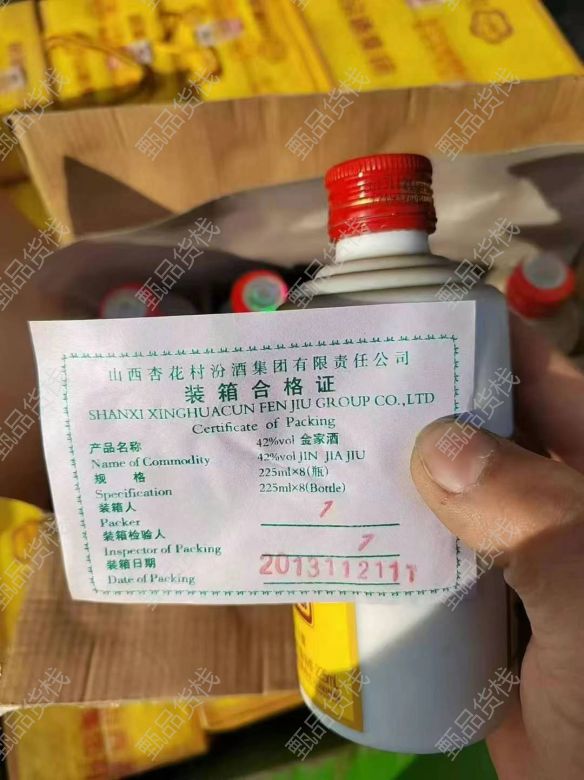 山西杏花村汾酒集团有限责任公司
装箱合格证
SHANXI XINGHUACUN FEN JIU GROUP CO.,LTD
Certificate of Packing
产品名称 42%vol 金家酒
Name of Commodity 42%vol JIN JIA JIU
规 格 225ml×8(瓶)
Specification 225ml×8(Bottle)
装箱人 1
Packer
装箱检验人 7
Inspector of Packing
装箱日期 2013112111
Date of Packing
甄品货栈